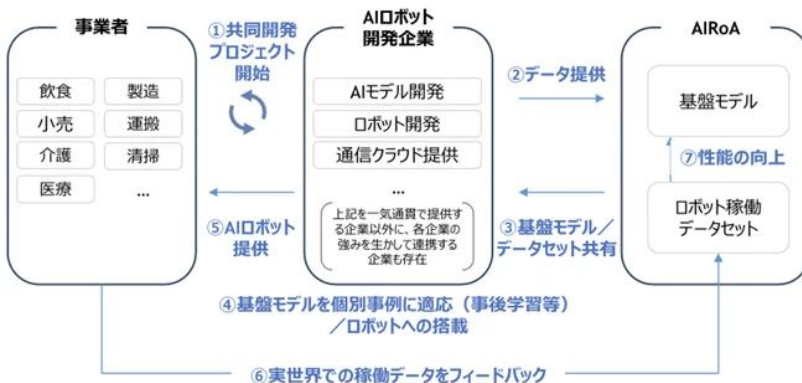 事業者
飲食
製造
小売
運搬
介護
清掃
医療
...
①共同開発
プロジェクト
開始
⑤AIロボット
提供
AIロボット
開発企業
AIモデル開発
ロボット開発
通信クラウド提供
...
上記を一気通貫で提供す
る企業以外に、各企業の
強みを生かして連携する
企業も存在
②データ提供
③基盤モデル／
データセット共有
AIRoA
基盤モデル
⑦性能の向上
ロボット稼働
データセット
④基盤モデルを個別事例に適応（事後学習等）
／ロボットへの搭載
⑥実世界での稼働データをフィードバック